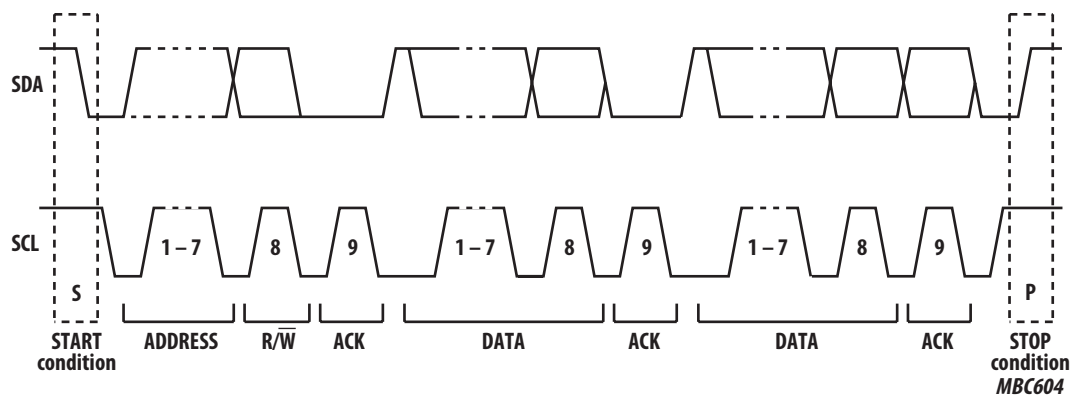 SDA
SCL
1 – 7 8 9 1 – 7 8 9 1 – 7 8 9
S P
START condition ADDRESS R/W̅ ACK DATA ACK DATA ACK STOP condition
MBC604